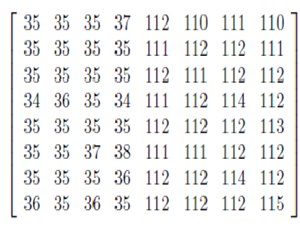 35 35 35 37 112 110 111 110
35 35 35 35 111 112 112 111
35 35 35 35 112 111 112 112
34 36 35 34 111 112 114 112
35 35 35 35 112 112 112 113
35 35 37 38 111 111 112 112
35 35 35 36 112 112 114 112
36 35 36 35 112 112 112 115